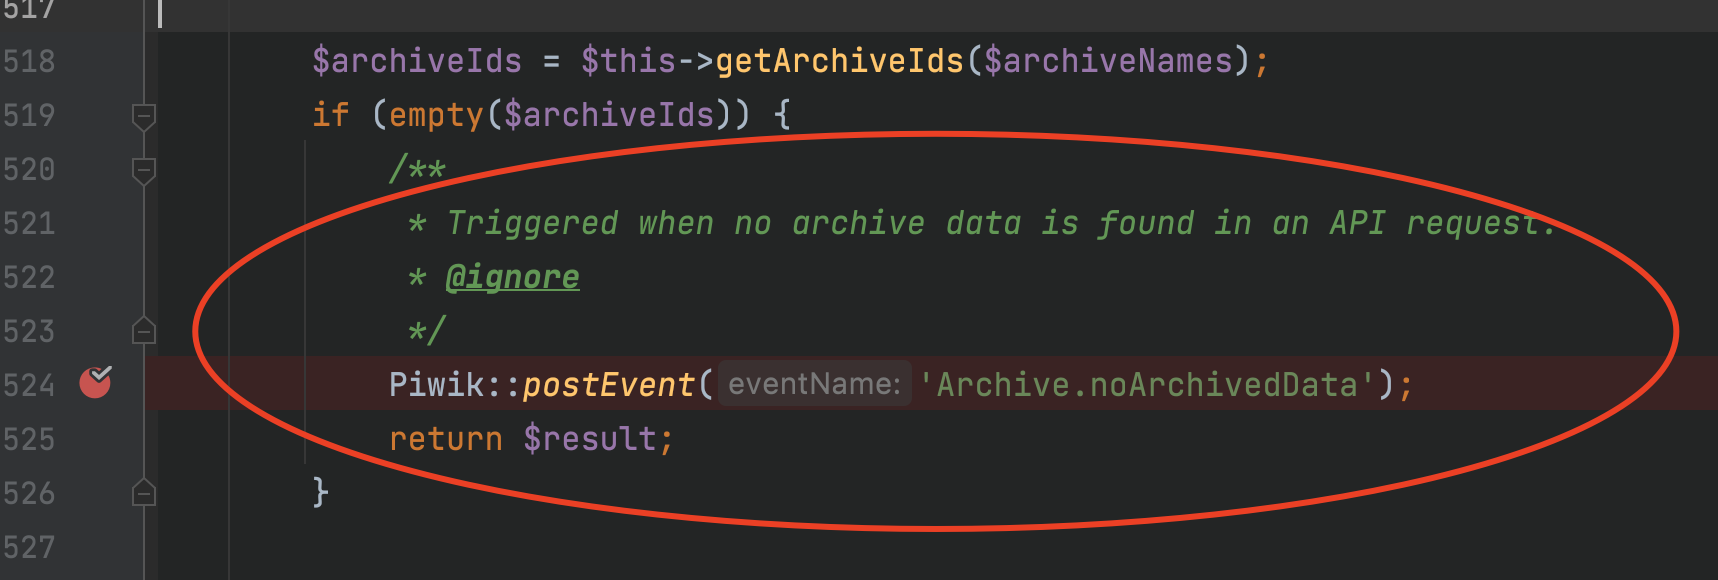 517
518 $archiveIds = $this->getArchiveIds($archiveNames);
519 if (empty($archiveIds)) {
520 /**
521 * Triggered when no archive data is found in an API request.
522 * @ignore
523 */
524 Piwik::postEvent( eventName: 'Archive.noArchivedData');
525 return $result;
526 }
527